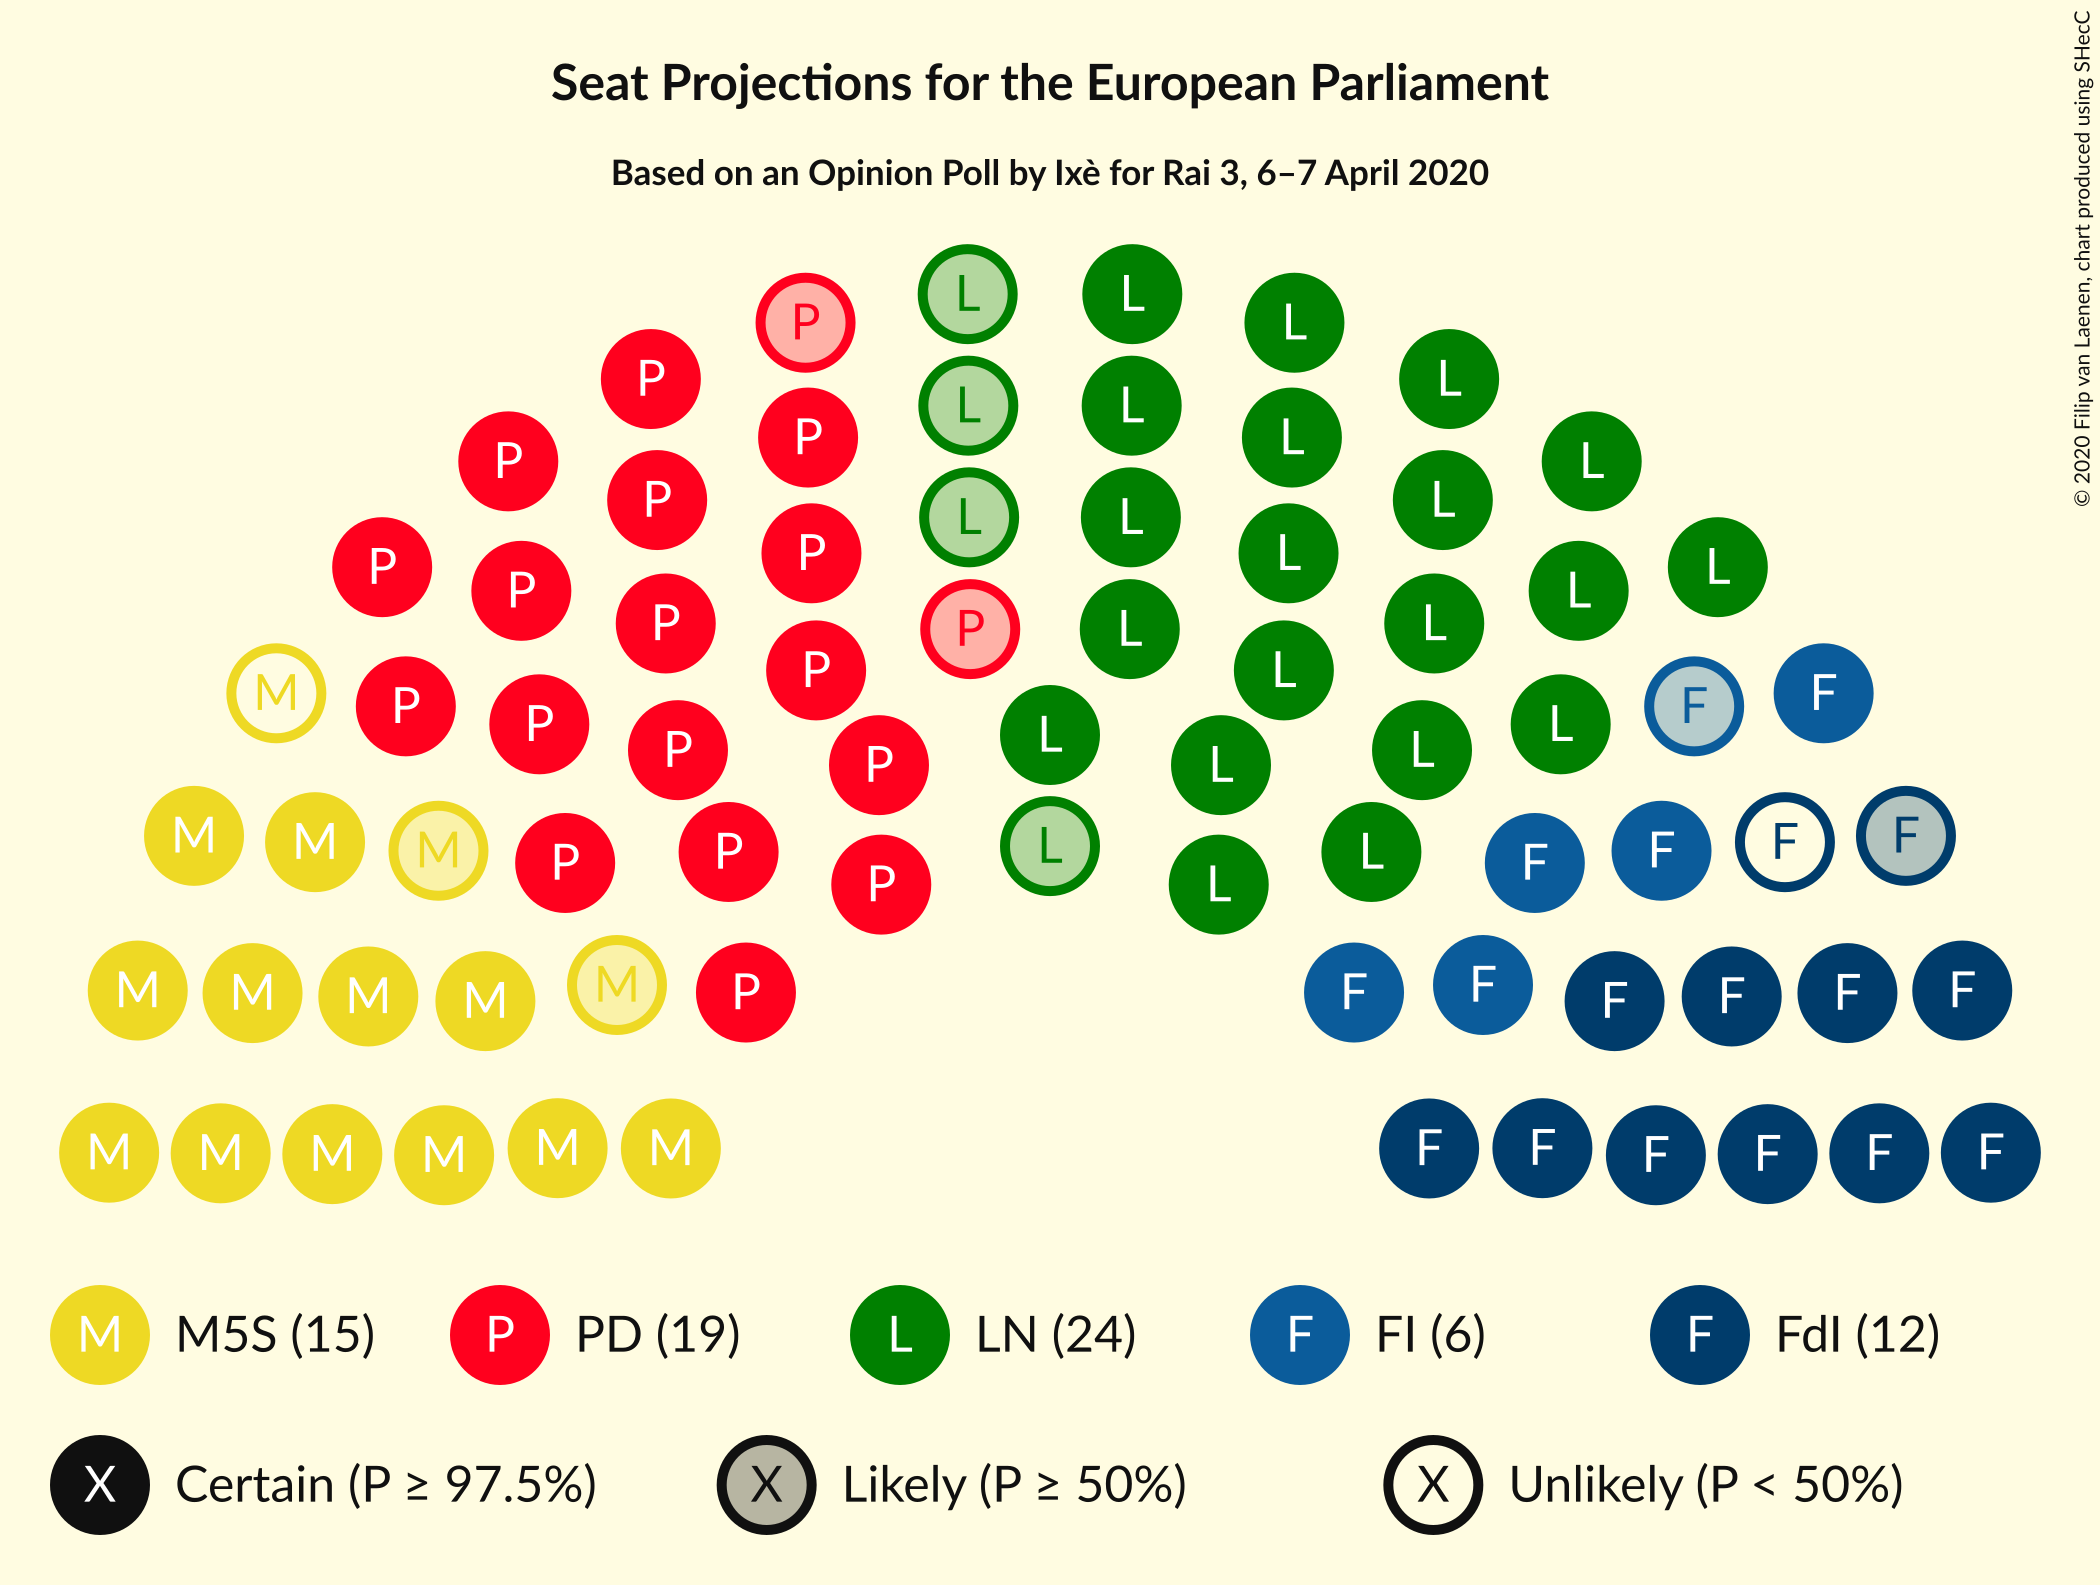 Seat Projections for the European Parliament
Based on an Opinion Poll by Ixè for Rai 3, 6–7 April 2020
© 2020 Filip van Laenen, chart produced using SHecC
L L
P L
P L
L L
P L
P L
P L
L L
P L
P L
P L
P L
P L
P L
P L
M F
P F
P L
P L
P L
P L
L
M F
M F
M F
P L
P F
P L
L
M F
M F
M F
M F
M F
P F
M F
M F
M F
M F
M F
M F
M M5S (15) P PD (19) L LN (24) F FI (6) F FdI (12)
X Certain (P ≥ 97.5%) X Likely (P ≥ 50%) X Unlikely (P < 50%)